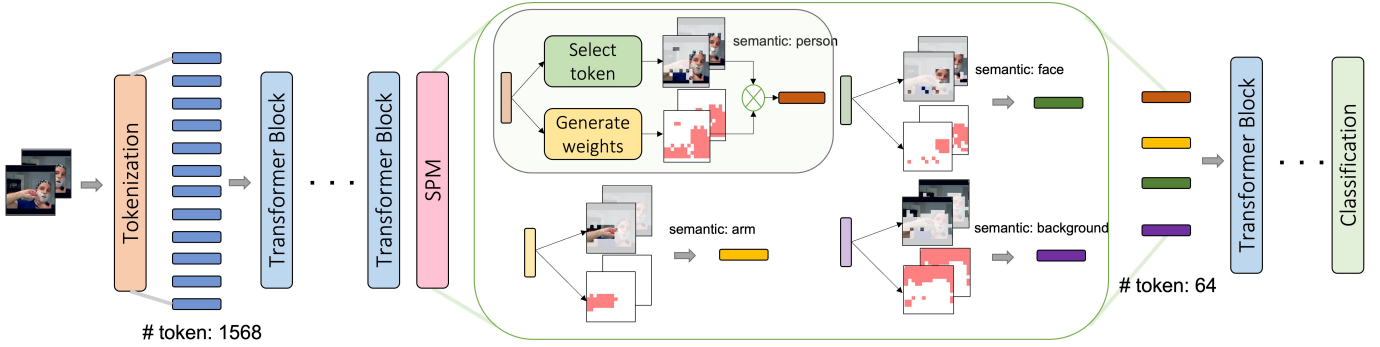 Tokenization
# token: 1568
Transformer Block
· · ·
Transformer Block
SPM
Select
token
semantic: person
Generate
weights
semantic: face
semantic: arm
semantic: background
# token: 64
Transformer Block
· · ·
Classification